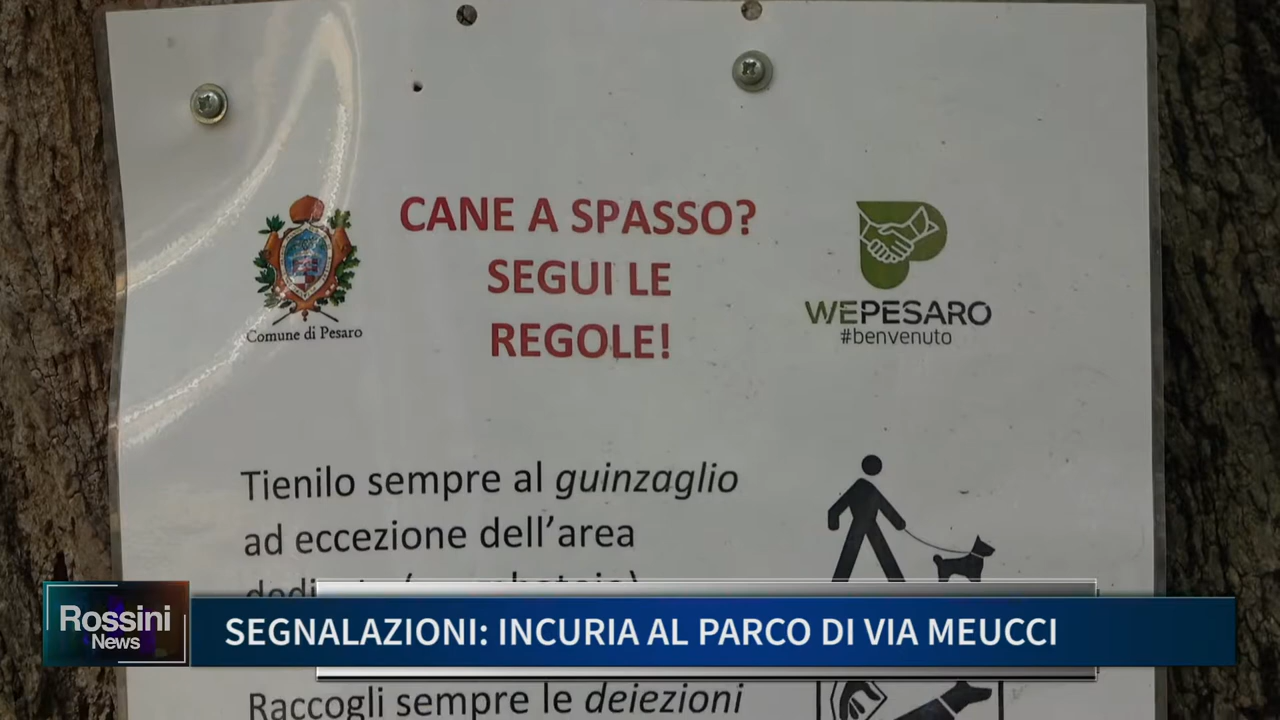 CANE A SPASSO?
SEGUI LE
REGOLE!
Comune di Pesaro
WEPESARO
#benvenuto
Tienilo sempre al guinzaglio
ad eccezione dell'area
Rossini
News
SEGNALAZIONI: INCURIA AL PARCO DI VIA MEUCCI
Raccogli sempre le deiezioni